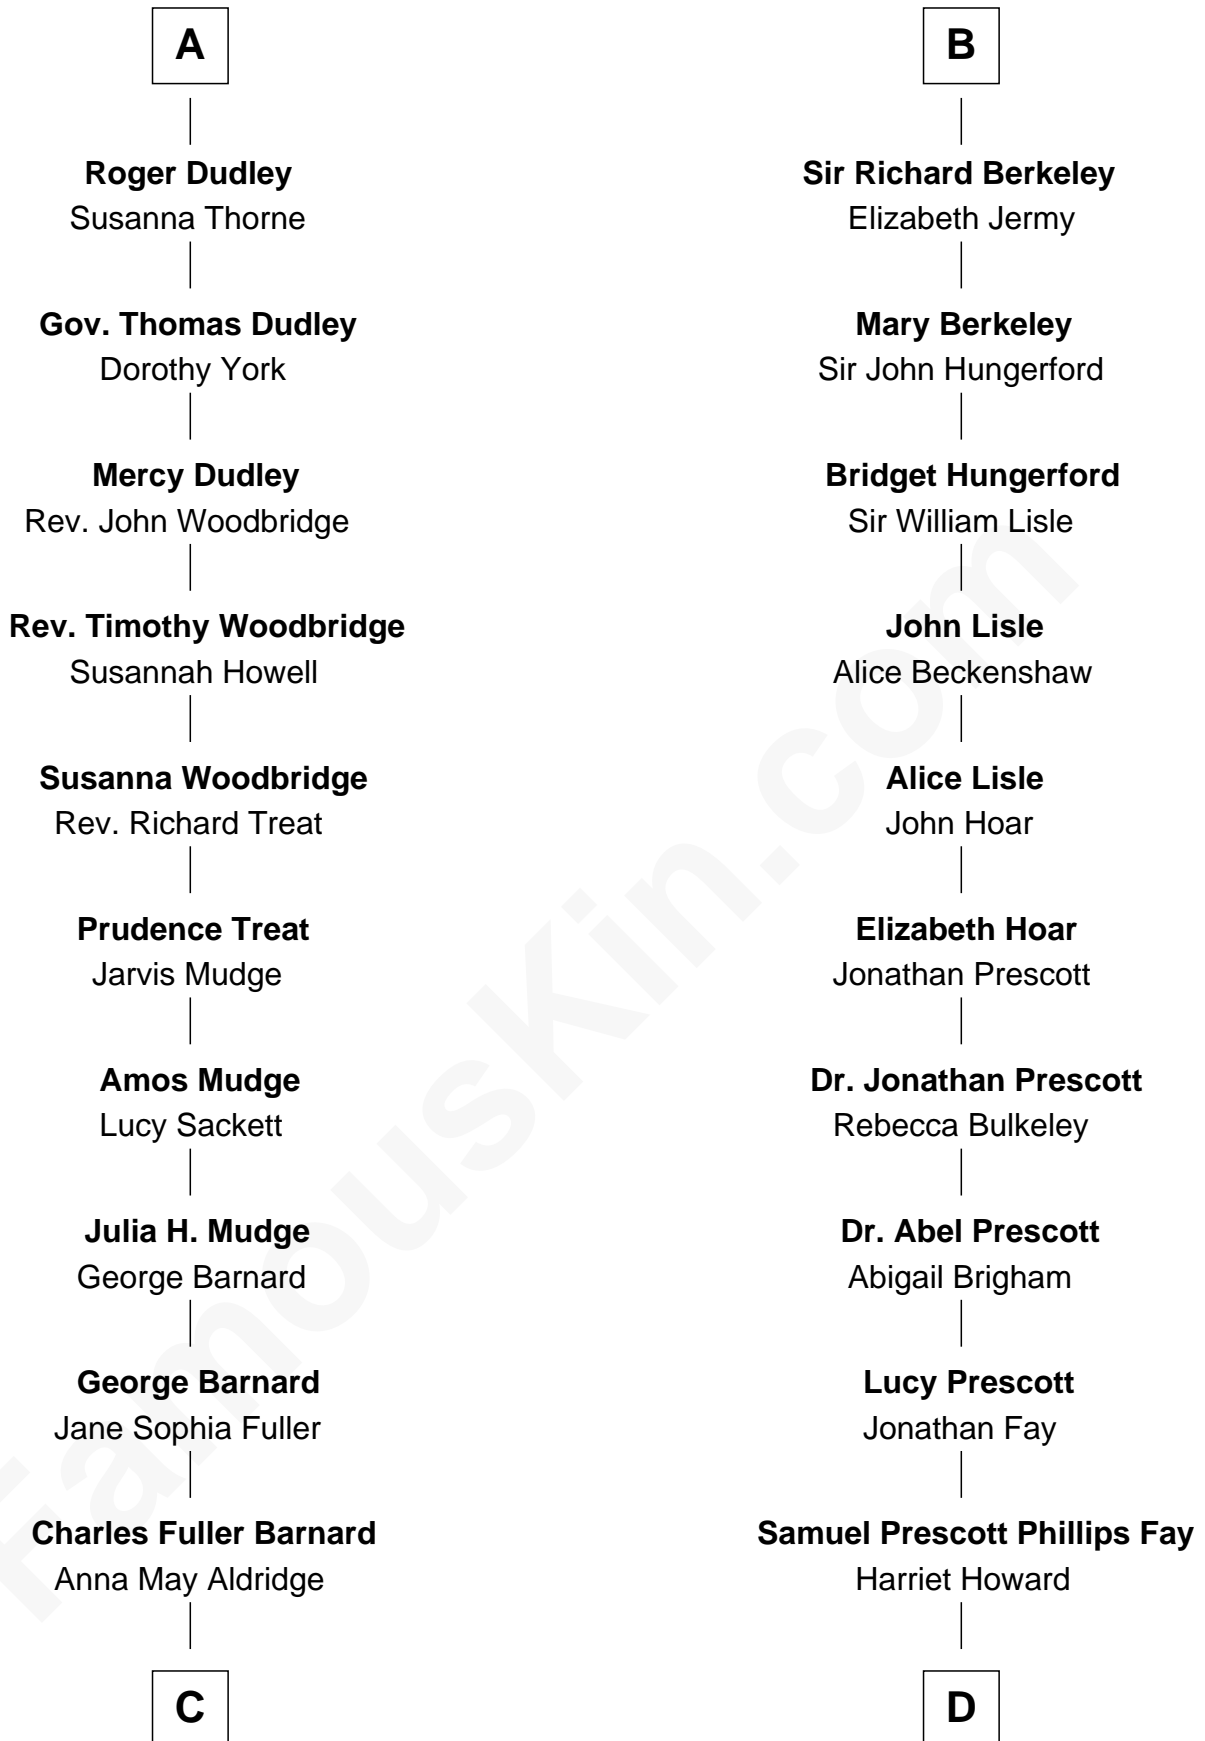 A
Roger Dudley
Susanna Thorne
Gov. Thomas Dudley
Dorothy York
Mercy Dudley
Rev. John Woodbridge
Rev. Timothy Woodbridge
Susannah Howell
Susanna Woodbridge
Rev. Richard Treat
Prudence Treat
Jarvis Mudge
Amos Mudge
Lucy Sackett
Julia H. Mudge
George Barnard
George Barnard
Jane Sophia Fuller
Charles Fuller Barnard
Anna May Aldridge
C
B
Sir Richard Berkeley
Elizabeth Jermy
Mary Berkeley
Sir John Hungerford
Bridget Hungerford
Sir William Lisle
John Lisle
Alice Beckenshaw
Alice Lisle
John Hoar
Elizabeth Hoar
Jonathan Prescott
Dr. Jonathan Prescott
Rebecca Bulkeley
Dr. Abel Prescott
Abigail Brigham
Lucy Prescott
Jonathan Fay
Samuel Prescott Phillips Fay
Harriet Howard
D
FamousKin.com